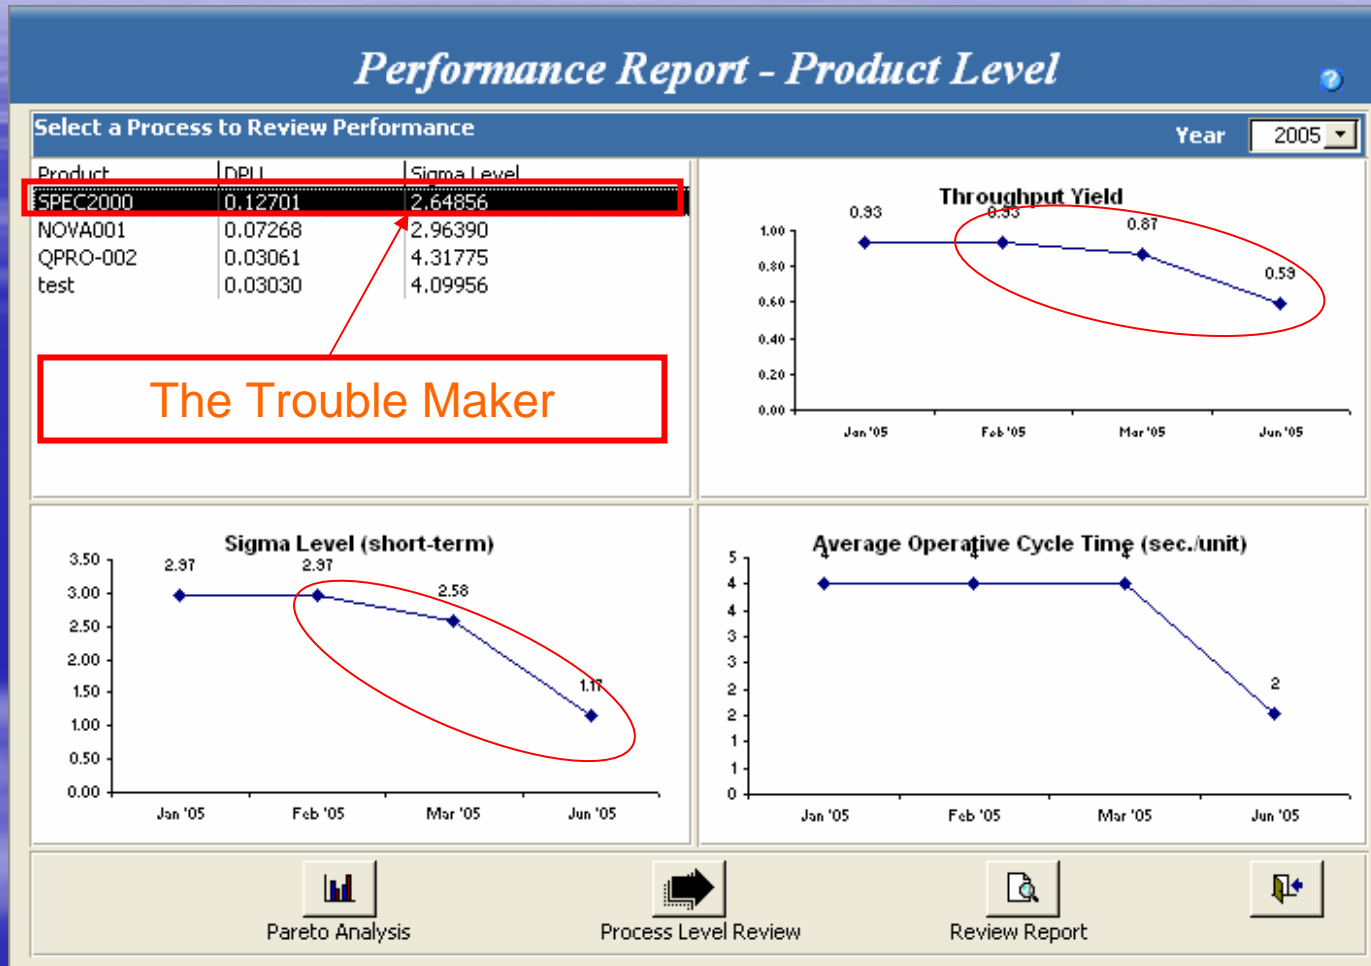 Performance Report - Product Level
Select a Process to Review Performance
Year 2005
Product DPU Sigma Level
SPEC2000 0.12701 2.64856
NOVA001 0.07268 2.96390
QPRO-002 0.03061 4.31775
test 0.03030 4.09956
The Trouble Maker
Throughput Yield
0.93 0.93 0.87 0.59
1.00
0.80
0.60
0.40
0.20
0.00
Jan '05 Feb '05 Mar '05 Jun '05
Sigma Level (short-term)
2.97 2.97 2.58 1.17
3.50
3.00
2.50
2.00
1.50
1.00
0.50
0.00
Jan '05 Feb '05 Mar '05 Jun '05
Average Operative Cycle Time (sec./unit)
4 4 4 2
5
4
4
3
3
2
2
1
1
0
Jan '05 Feb '05 Mar '05 Jun '05
Pareto Analysis
Process Level Review
Review Report